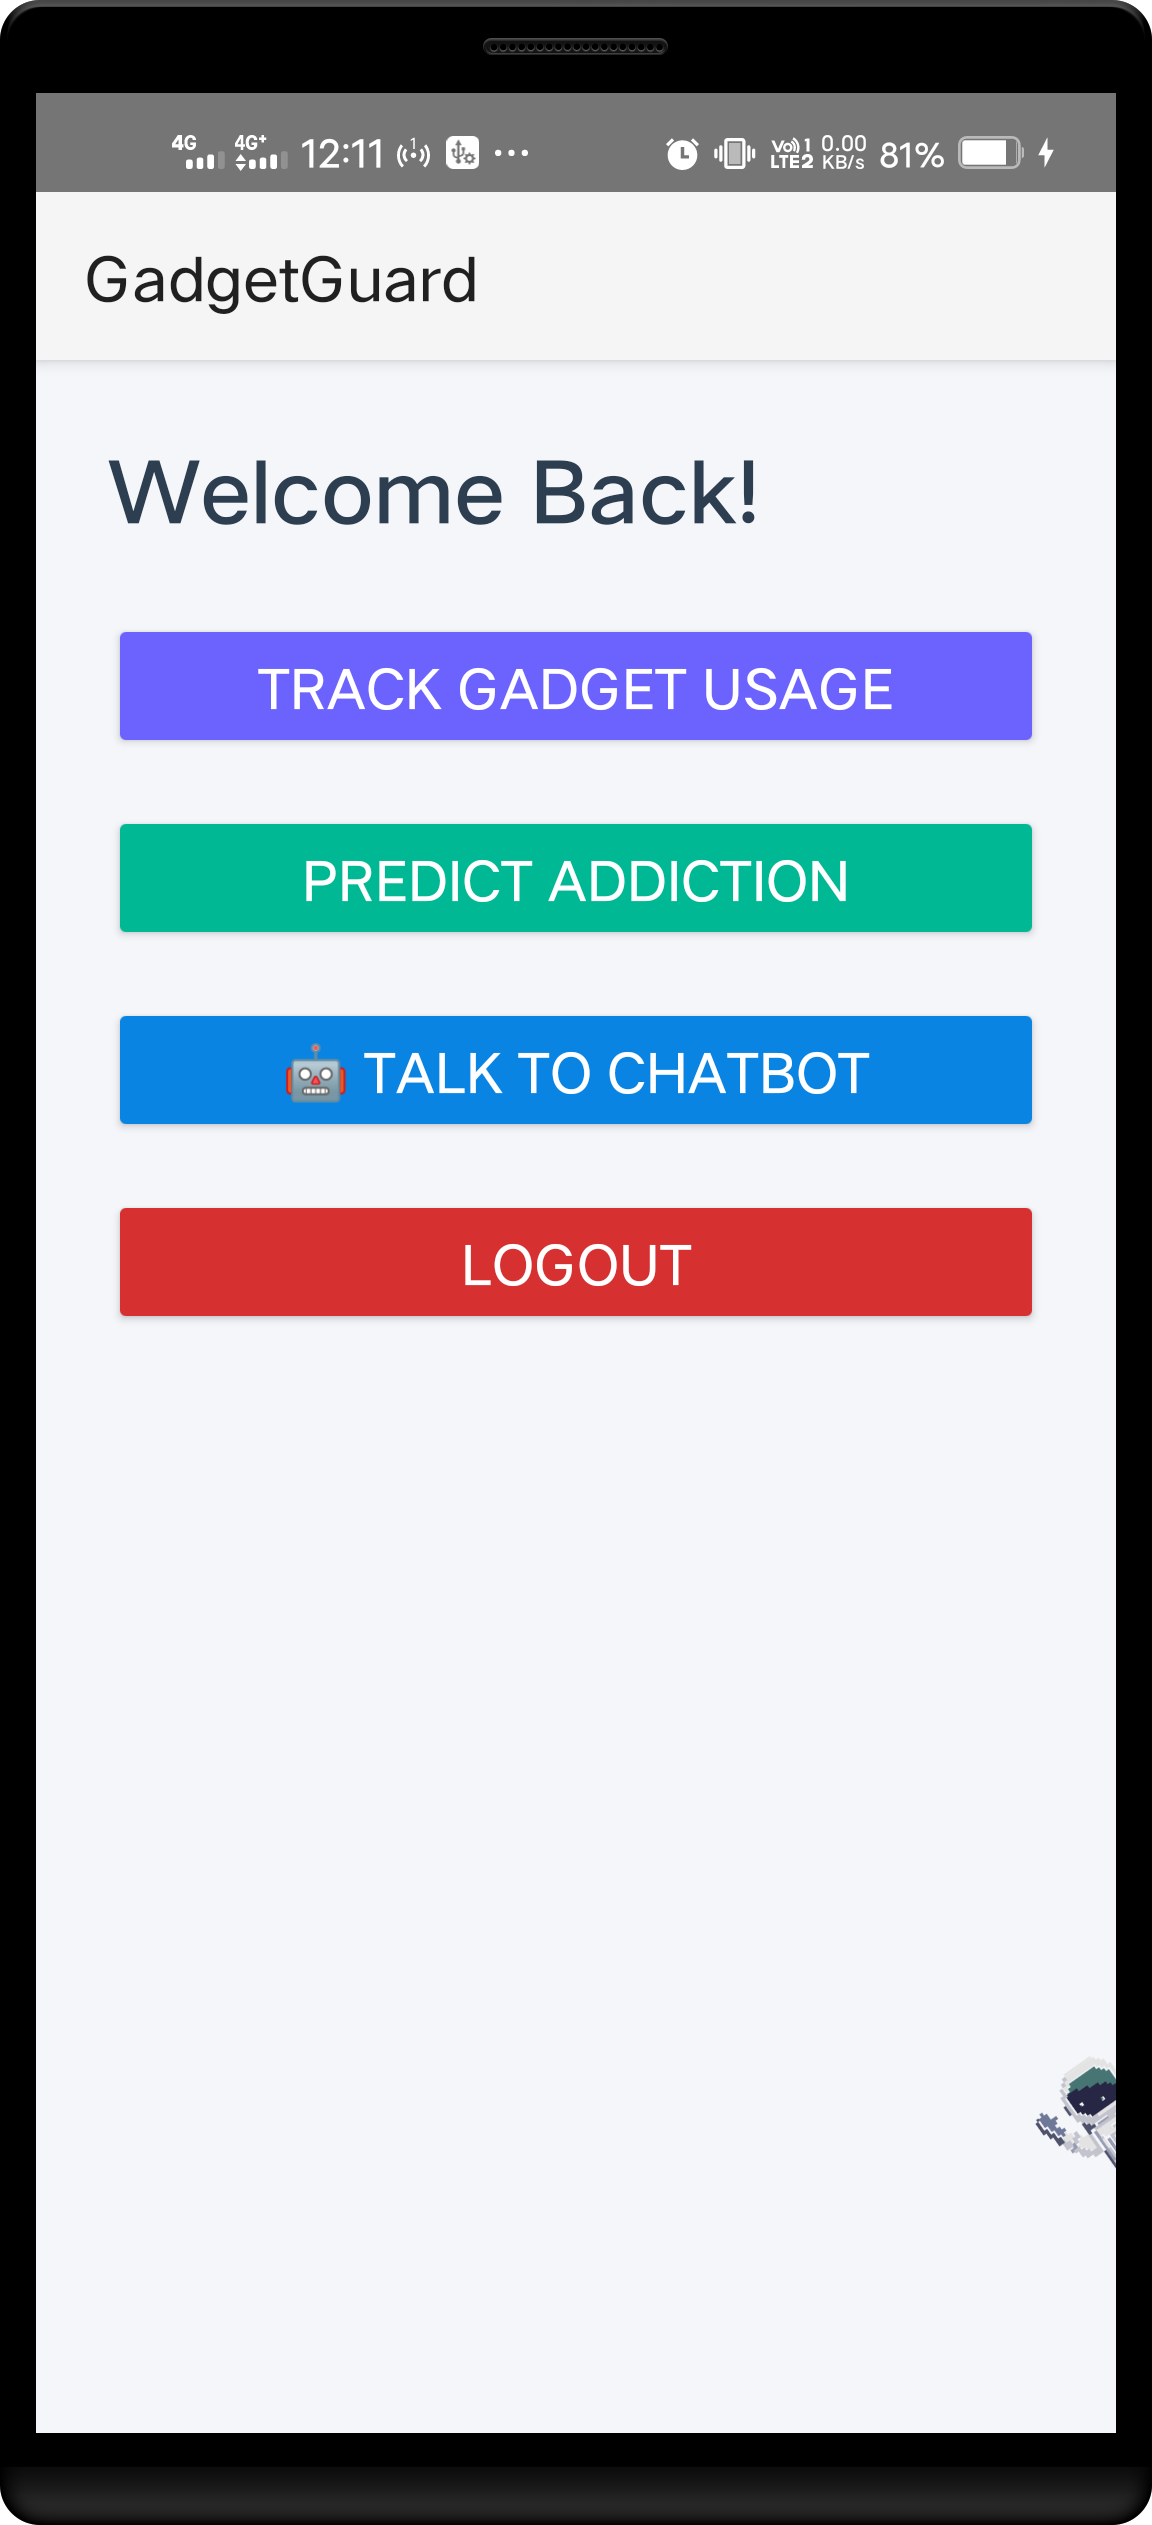 4G 4G+ 12:11 1 Vo)) 1 LTE2 0.00 KB/s 81%
GadgetGuard
Welcome Back!
TRACK GADGET USAGE
PREDICT ADDICTION
🤖 TALK TO CHATBOT
LOGOUT